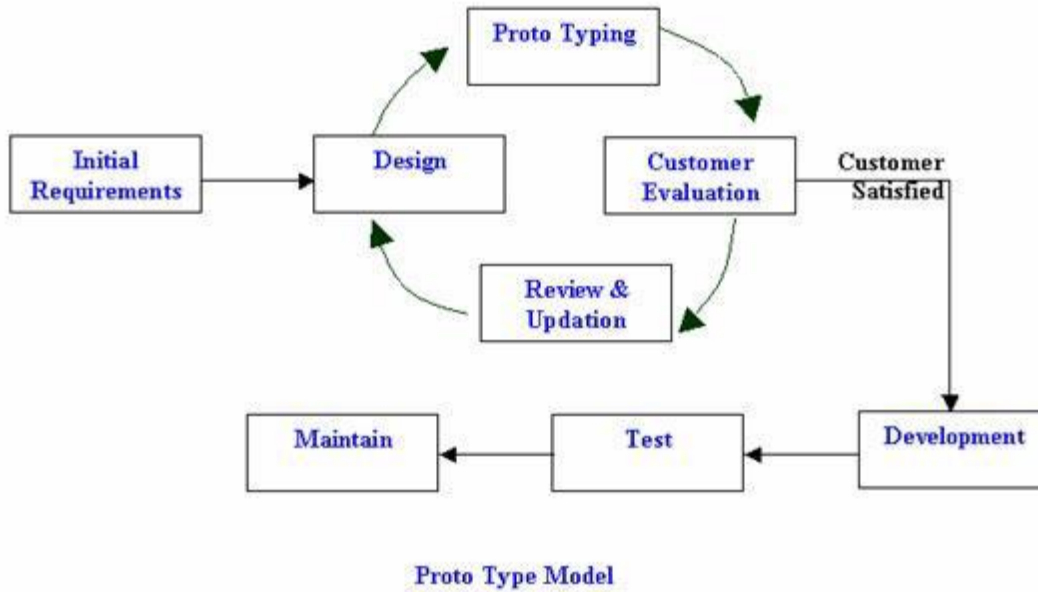 Proto Typing
Initial
Requirements
Design
Customer
Evaluation
Customer
Satisfied
Review &
Updation
Maintain
Test
Development
Proto Type Model